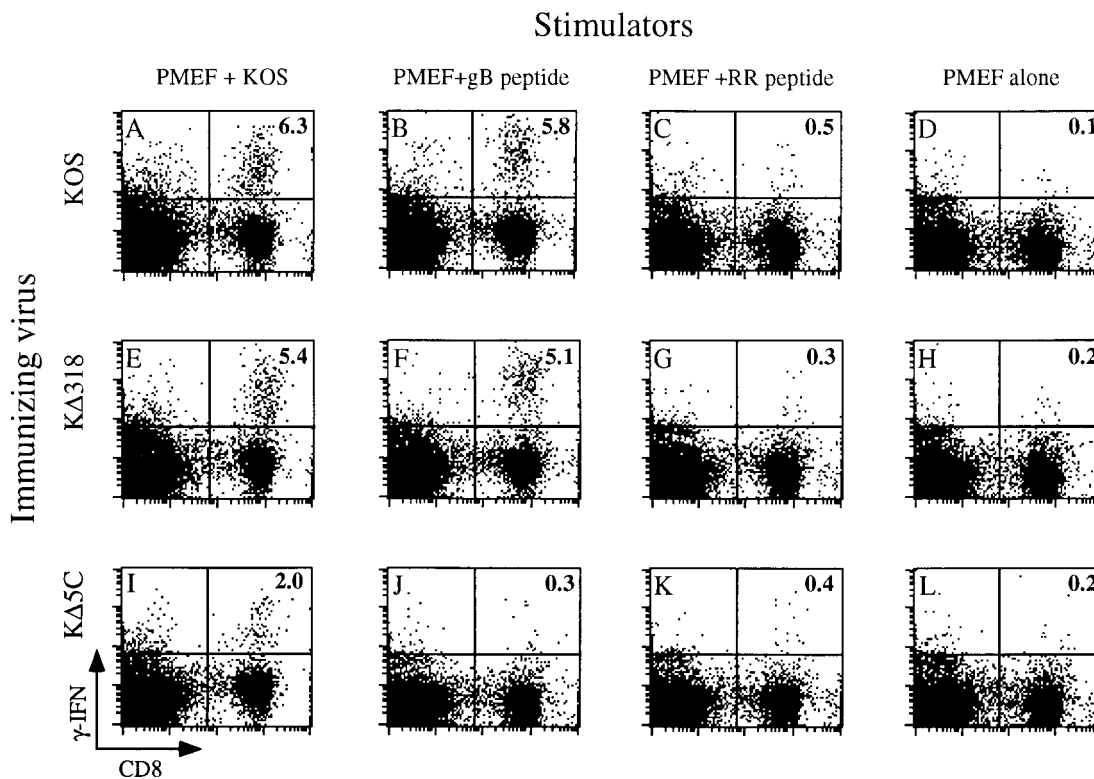 Stimulators
PMEF + KOS
PMEF+gB peptide
PMEF +RR peptide
PMEF alone
Immunizing virus
KOS
A
6.3
B
5.8
C
0.5
D
0.1
KΔ318
E
5.4
F
5.1
G
0.3
H
0.2
KΔ5C
I
2.0
J
0.3
K
0.4
L
0.2
γ-IFN
CD8